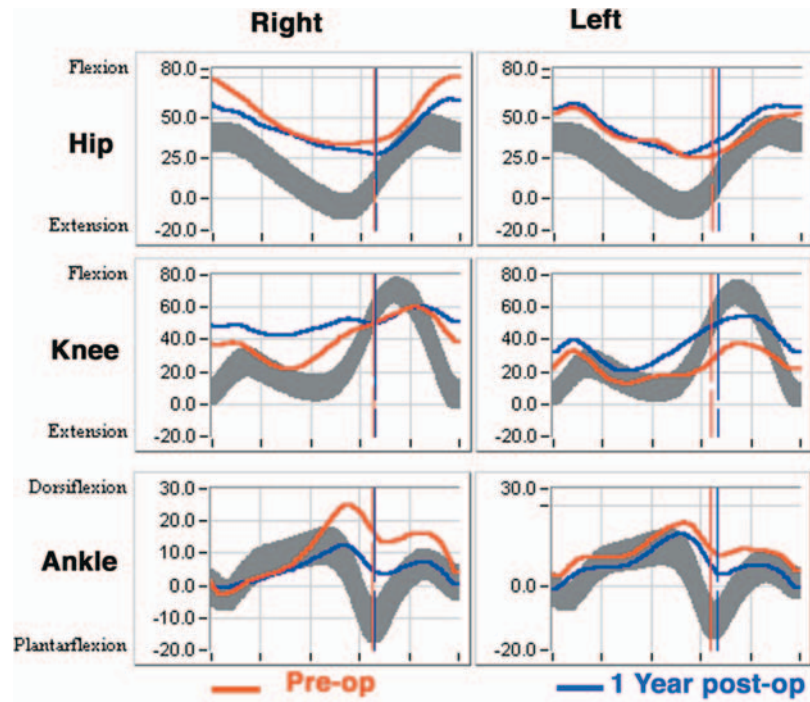 Right Left
Flexion 80.0 80.0
Hip 50.0 50.0
25.0 25.0
0.0 0.0
Extension -20.0 -20.0
Flexion 80.0 80.0
60.0 60.0
Knee 40.0 40.0
20.0 20.0
0.0 0.0
Extension -20.0 -20.0
Dorsiflexion 30.0 30.0
20.0
Ankle 10.0
0.0 0.0
-10.0
Plantarflexion -20.0 -20.0
Pre-op 1 Year post-op